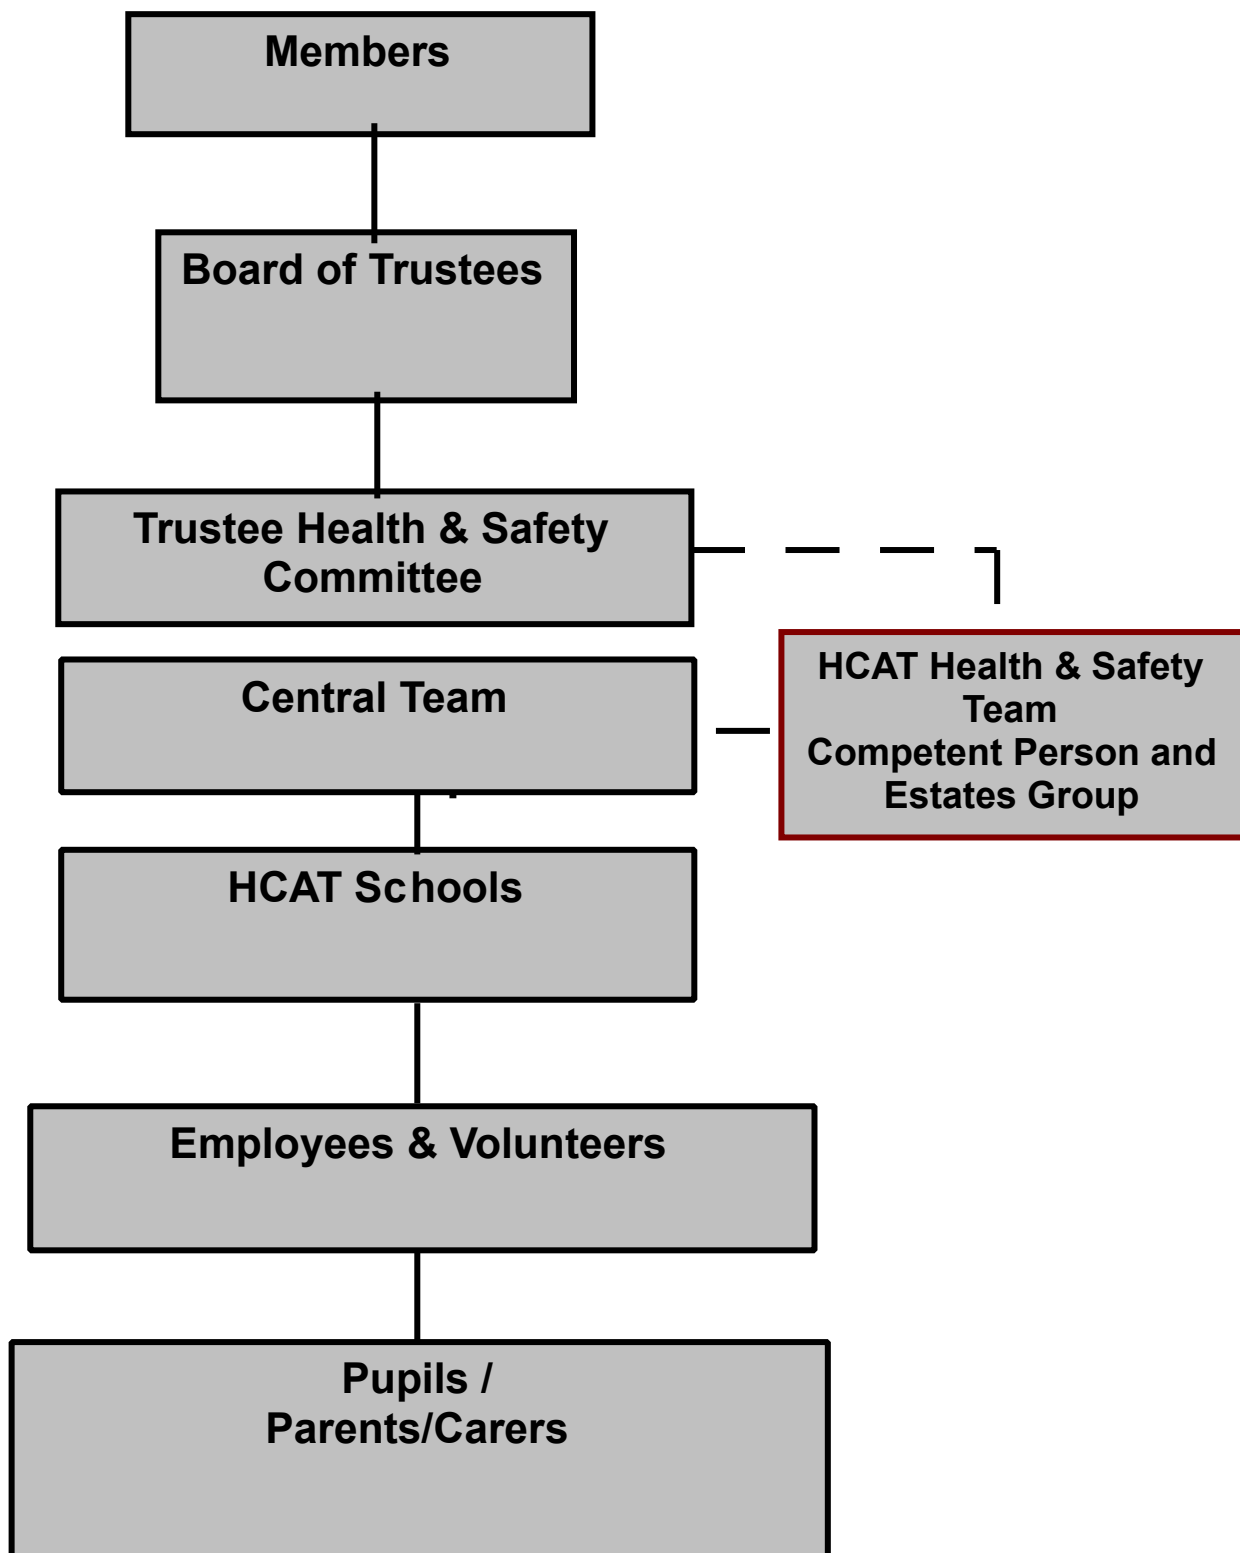 Members
Board of Trustees
Trustee Health & Safety
Committee
Central Team
HCAT Health & Safety
Team
Competent Person and
Estates Group
HCAT Schools
Employees & Volunteers
Pupils /
Parents/Carers